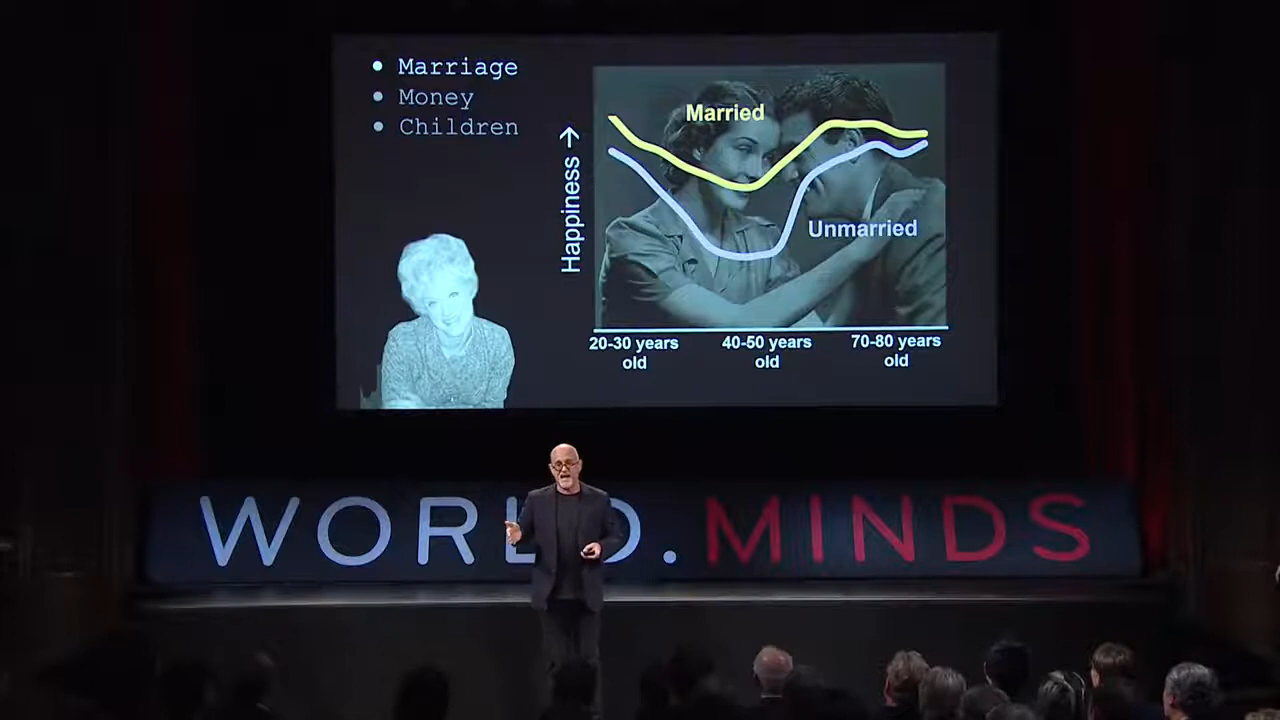 • Marriage
• Money
• Children
Happiness →
Married
Unmarried
20-30 years
old
40-50 years
old
70-80 years
old
WORLD.MINDS